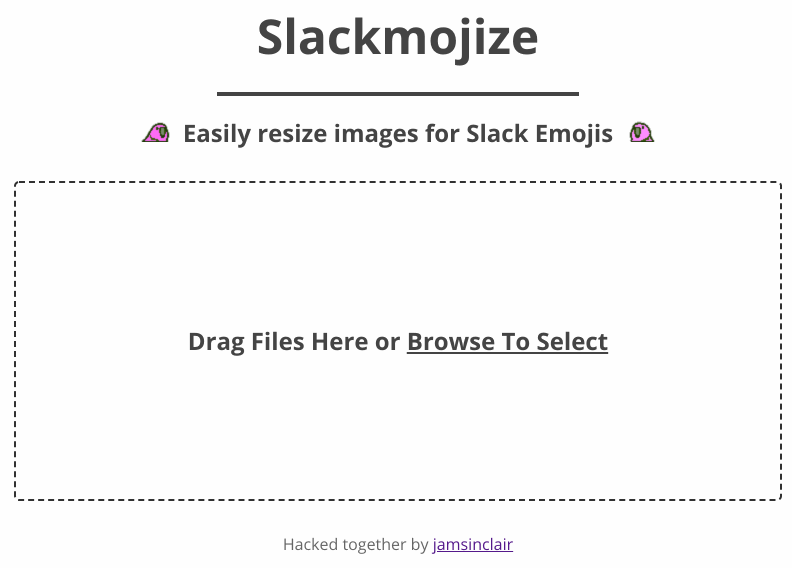 Slackmojize
Easily resize images for Slack Emojis
Drag Files Here or Browse To Select
Hacked together by jamsinclair